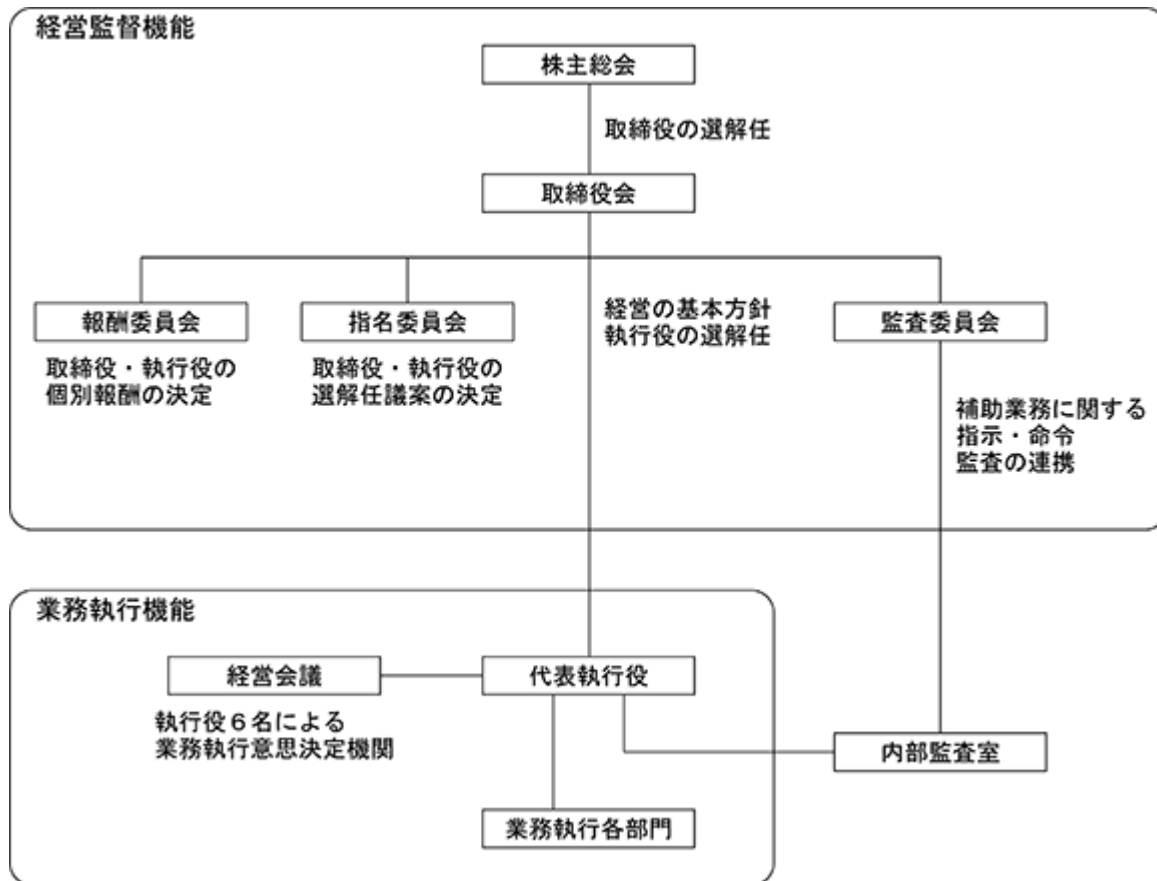 経営監督機能
株主総会
取締役の選解任
取締役会
報酬委員会
取締役・執行役の
個別報酬の決定
指名委員会
取締役・執行役の
選解任議案の決定
経営の基本方針
執行役の選解任
監査委員会
補助業務に関する
指示・命令
監査の連携
業務執行機能
経営会議
執行役６名による
業務執行意思決定機関
代表執行役
内部監査室
業務執行各部門